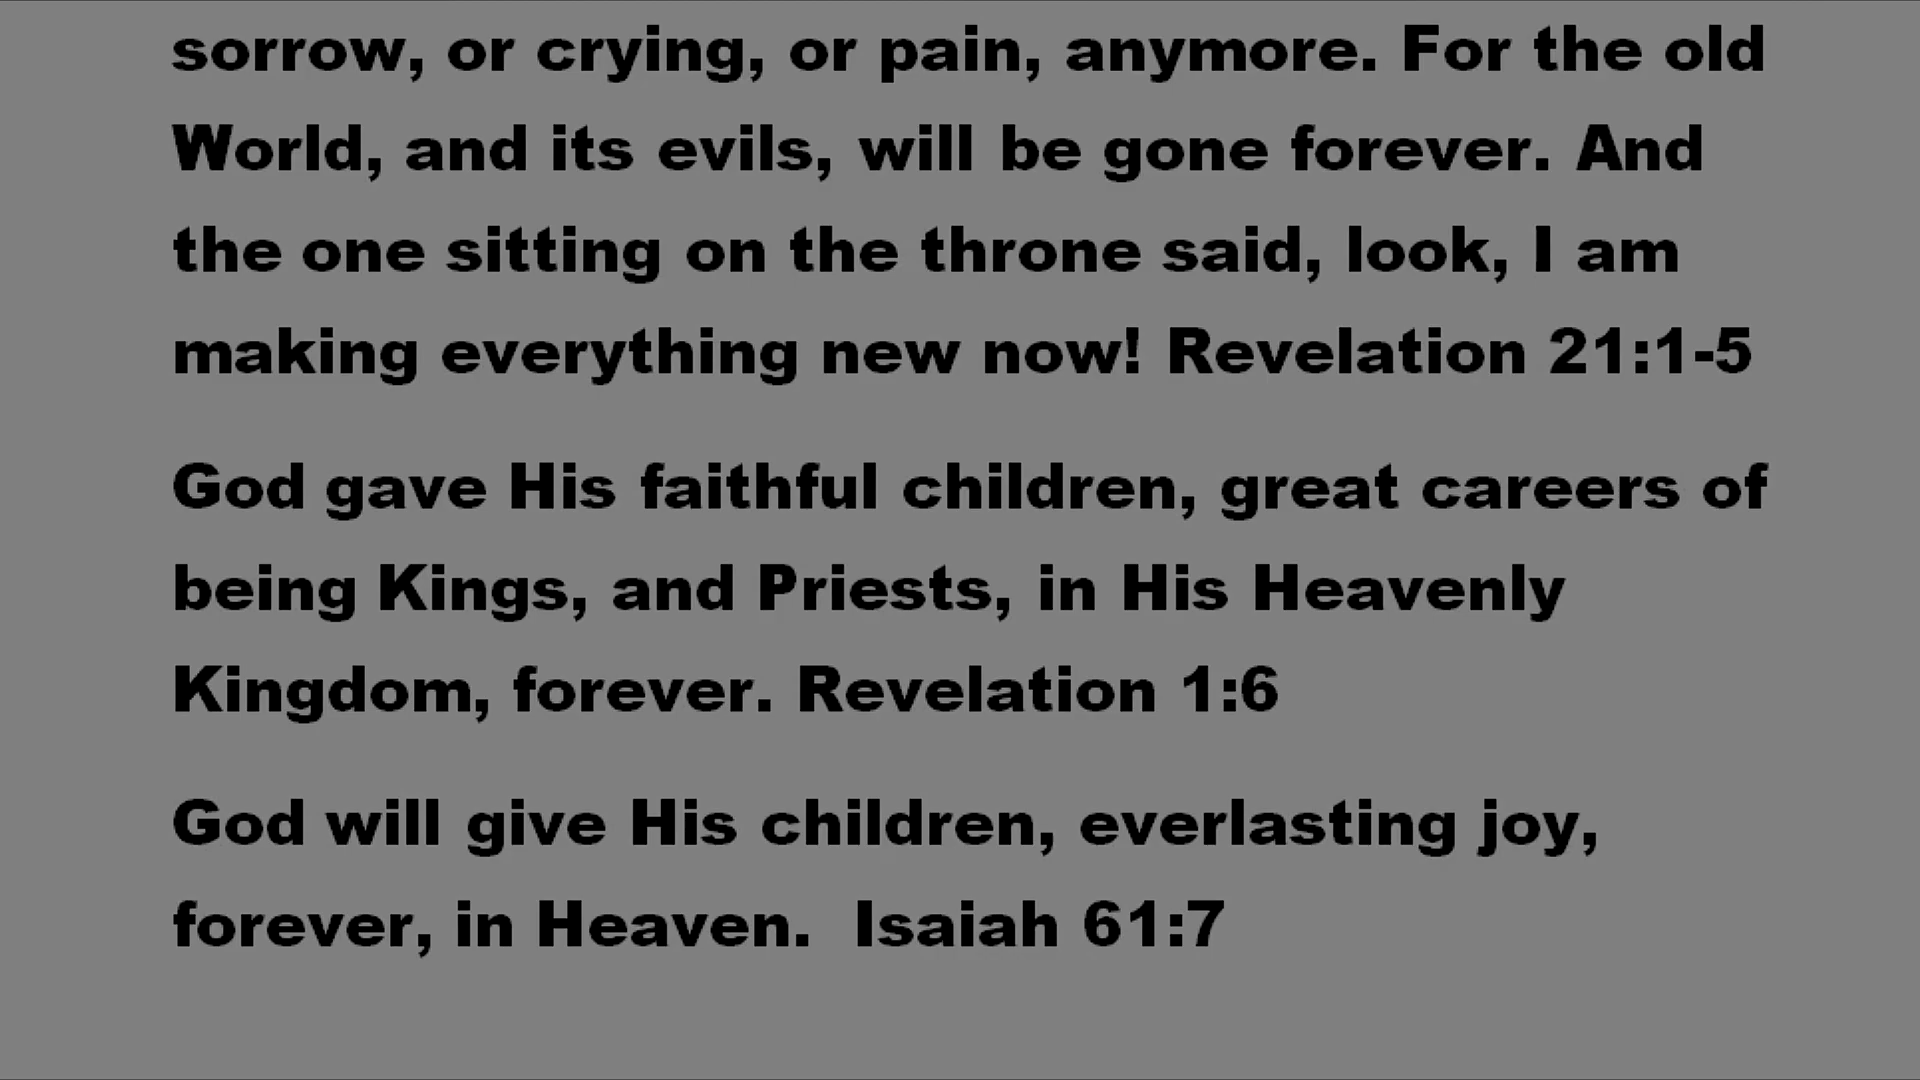 sorrow, or crying, or pain, anymore. For the old
World, and its evils, will be gone forever. And
the one sitting on the throne said, look, I am
making everything new now! Revelation 21:1-5
God gave His faithful children, great careers of
being Kings, and Priests, in His Heavenly
Kingdom, forever. Revelation 1:6
God will give His children, everlasting joy,
forever, in Heaven.  Isaiah 61:7